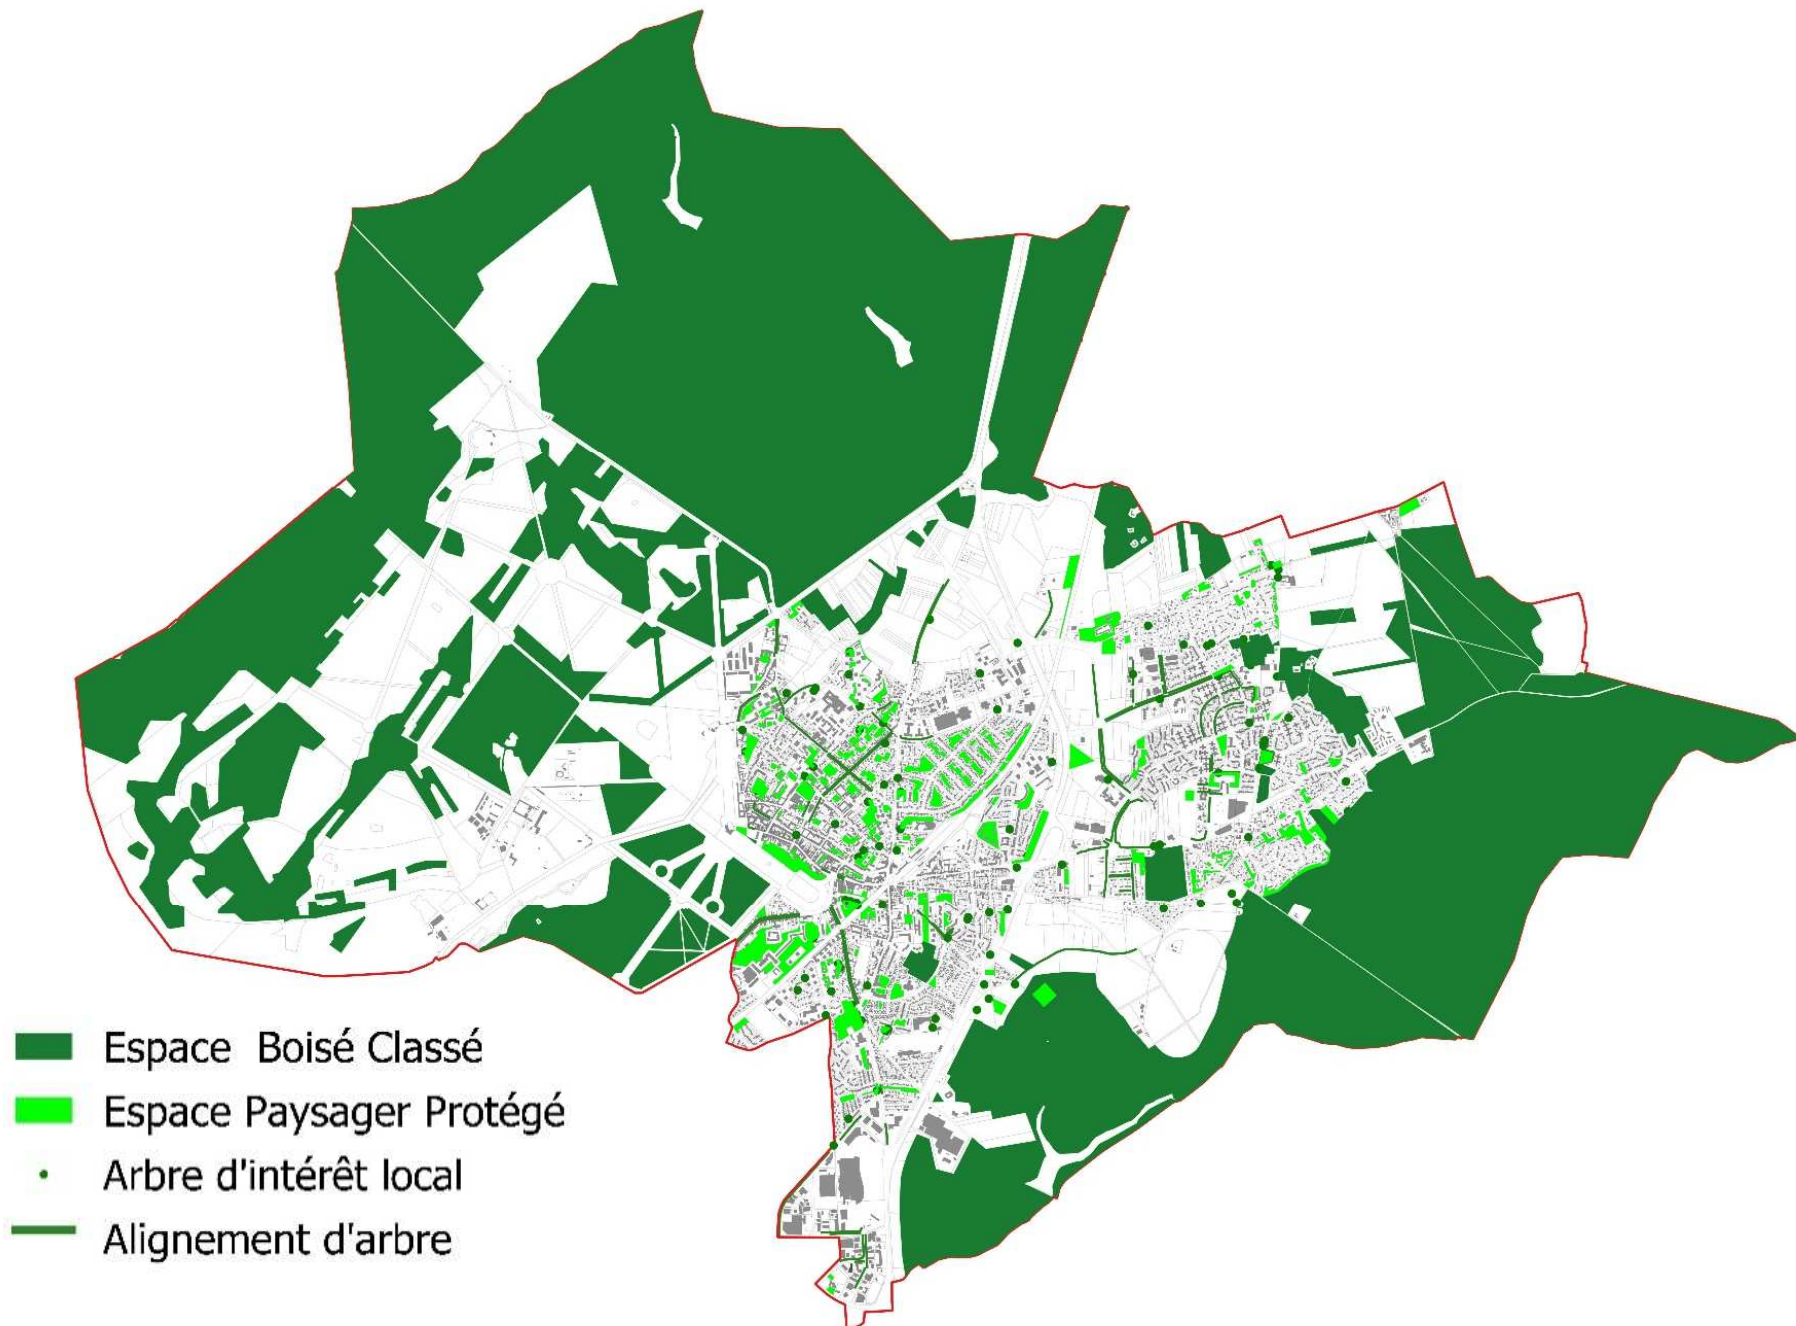 Espace Boisé Classé
Espace Paysager Protégé
Arbre d'intérêt local
Alignement d'arbre